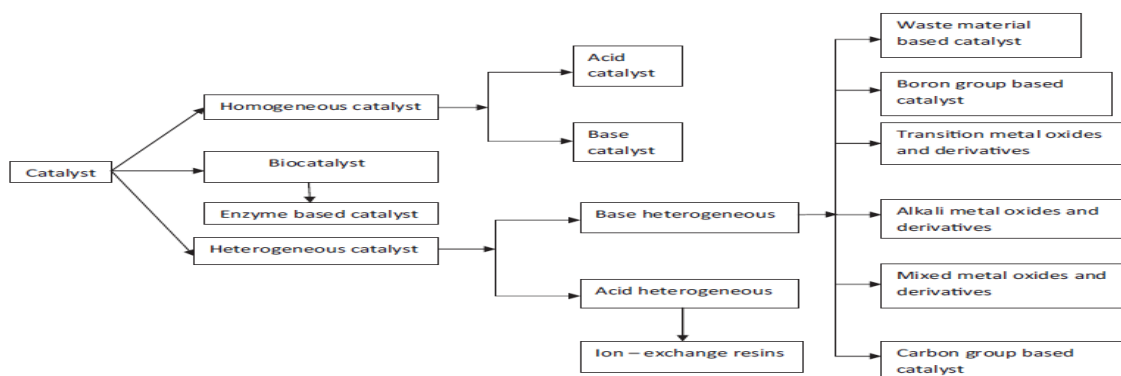 Catalyst
Homogeneous catalyst
Acid
catalyst
Base
catalyst
Biocatalyst
Enzyme based catalyst
Heterogeneous catalyst
Base heterogeneous
Acid heterogeneous
Ion – exchange resins
Waste material
based catalyst
Boron group based
catalyst
Transition metal oxides
and derivatives
Alkali metal oxides and
derivatives
Mixed metal oxides and
derivatives
Carbon group based
catalyst